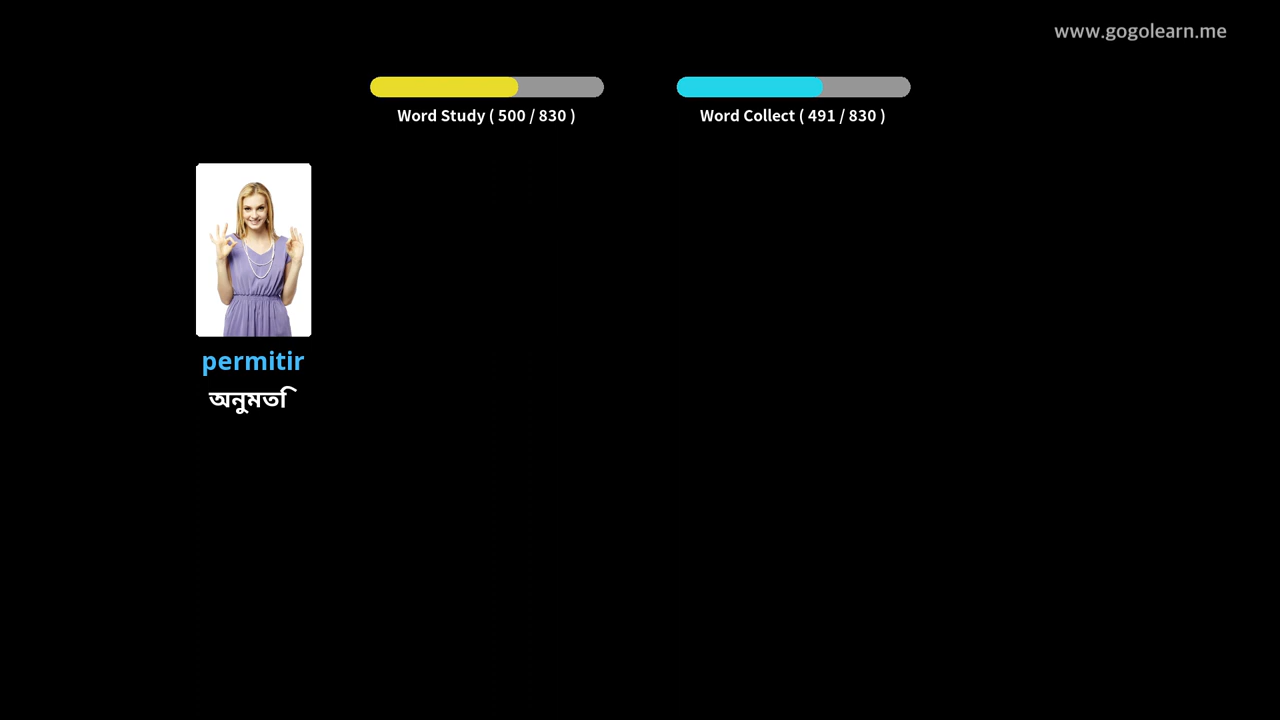 www.gogolearn.me
Word Study ( 500 / 830 )
Word Collect ( 491 / 830 )
permitir
অনুমতি